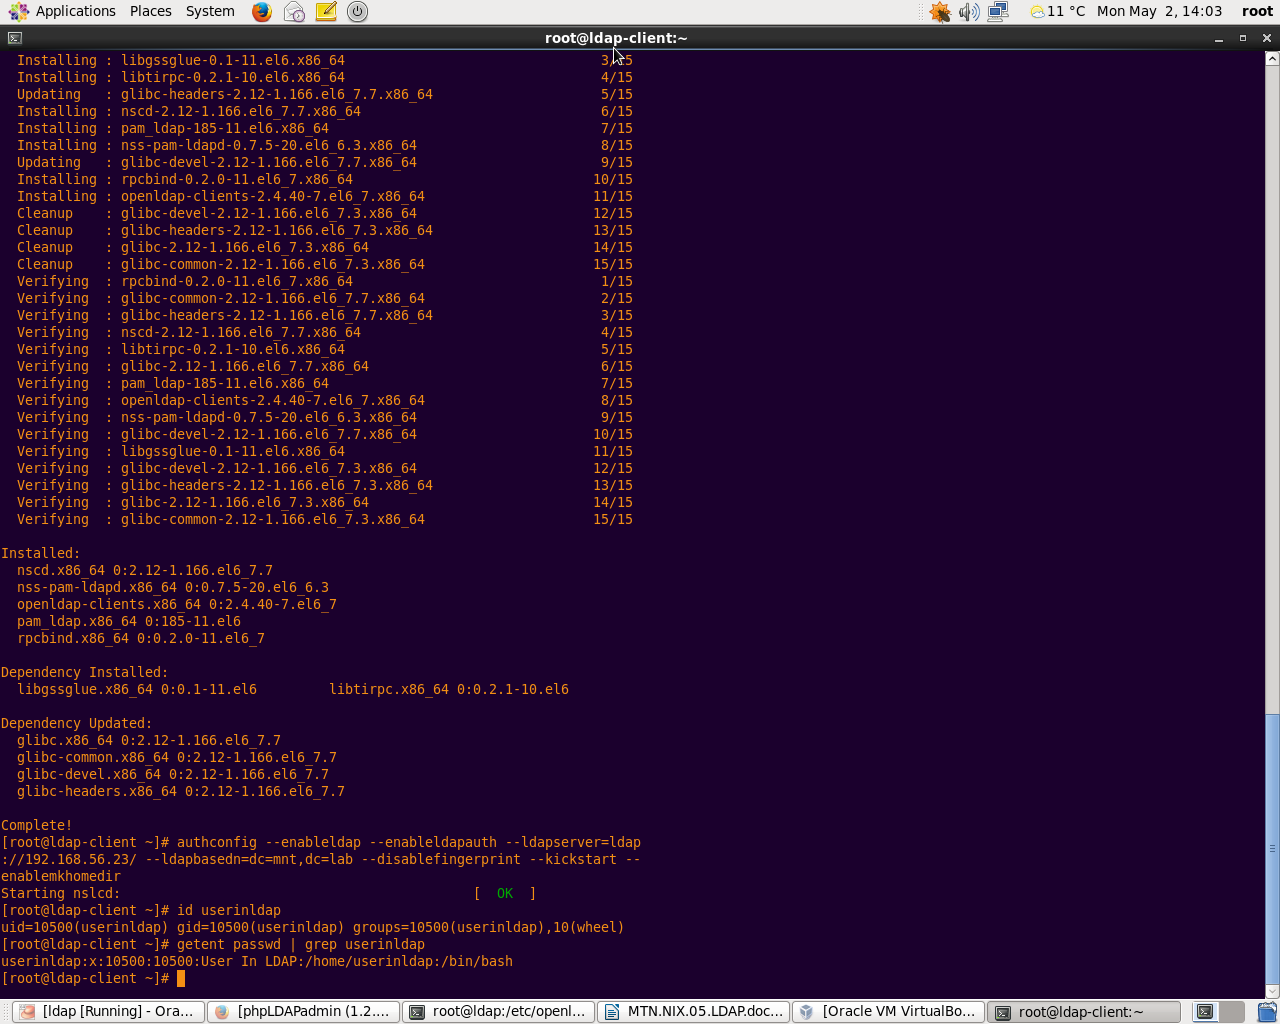 Applications Places System 11 °C Mon May 2, 14:03 root
root@ldap-client:~
Installing : libgssglue-0.1-11.el6.x86_64 3/15
Installing : libtirpc-0.2.1-10.el6.x86_64 4/15
Updating : glibc-headers-2.12-1.166.el6_7.7.x86_64 5/15
Installing : nscd-2.12-1.166.el6_7.7.x86_64 6/15
Installing : pam_ldap-185-11.el6.x86_64 7/15
Installing : nss-pam-ldapd-0.7.5-20.el6_6.3.x86_64 8/15
Updating : glibc-devel-2.12-1.166.el6_7.7.x86_64 9/15
Installing : rpcbind-0.2.0-11.el6_7.x86_64 10/15
Installing : openldap-clients-2.4.40-7.el6_7.x86_64 11/15
Cleanup : glibc-devel-2.12-1.166.el6_7.3.x86_64 12/15
Cleanup : glibc-headers-2.12-1.166.el6_7.3.x86_64 13/15
Cleanup : glibc-2.12-1.166.el6_7.3.x86_64 14/15
Cleanup : glibc-common-2.12-1.166.el6_7.3.x86_64 15/15
Verifying : rpcbind-0.2.0-11.el6_7.x86_64 1/15
Verifying : glibc-common-2.12-1.166.el6_7.7.x86_64 2/15
Verifying : glibc-headers-2.12-1.166.el6_7.7.x86_64 3/15
Verifying : nscd-2.12-1.166.el6_7.7.x86_64 4/15
Verifying : libtirpc-0.2.1-10.el6.x86_64 5/15
Verifying : glibc-2.12-1.166.el6_7.7.x86_64 6/15
Verifying : pam_ldap-185-11.el6.x86_64 7/15
Verifying : openldap-clients-2.4.40-7.el6_7.x86_64 8/15
Verifying : nss-pam-ldapd-0.7.5-20.el6_6.3.x86_64 9/15
Verifying : glibc-devel-2.12-1.166.el6_7.7.x86_64 10/15
Verifying : libgssglue-0.1-11.el6.x86_64 11/15
Verifying : glibc-devel-2.12-1.166.el6_7.3.x86_64 12/15
Verifying : glibc-headers-2.12-1.166.el6_7.3.x86_64 13/15
Verifying : glibc-2.12-1.166.el6_7.3.x86_64 14/15
Verifying : glibc-common-2.12-1.166.el6_7.3.x86_64 15/15
Installed:
nscd.x86_64 0:2.12-1.166.el6_7.7
nss-pam-ldapd.x86_64 0:0.7.5-20.el6_6.3
openldap-clients.x86_64 0:2.4.40-7.el6_7
pam_ldap.x86_64 0:185-11.el6
rpcbind.x86_64 0:0.2.0-11.el6_7
Dependency Installed:
libgssglue.x86_64 0:0.1-11.el6 libtirpc.x86_64 0:0.2.1-10.el6
Dependency Updated:
glibc.x86_64 0:2.12-1.166.el6_7.7
glibc-common.x86_64 0:2.12-1.166.el6_7.7
glibc-devel.x86_64 0:2.12-1.166.el6_7.7
glibc-headers.x86_64 0:2.12-1.166.el6_7.7
Complete!
[root@ldap-client ~]# authconfig --enableldap --enableldapauth --ldapserver=ldap
://192.168.56.23/ --ldapbasedn=dc=mnt,dc=lab --disablefingerprint --kickstart --
enablemkhomedir
Starting nslcd: [ OK ]
[root@ldap-client ~]# id userinldap
uid=10500(userinldap) gid=10500(userinldap) groups=10500(userinldap),10(wheel)
[root@ldap-client ~]# getent passwd | grep userinldap
userinldap:x:10500:10500:User In LDAP:/home/userinldap:/bin/bash
[root@ldap-client ~]#
[ldap [Running] - Ora... [phpLDAPadmin (1.2.... root@ldap:/etc/openl... MTN.NIX.05.LDAP.doc... [Oracle VM VirtualBo... root@ldap-client:~